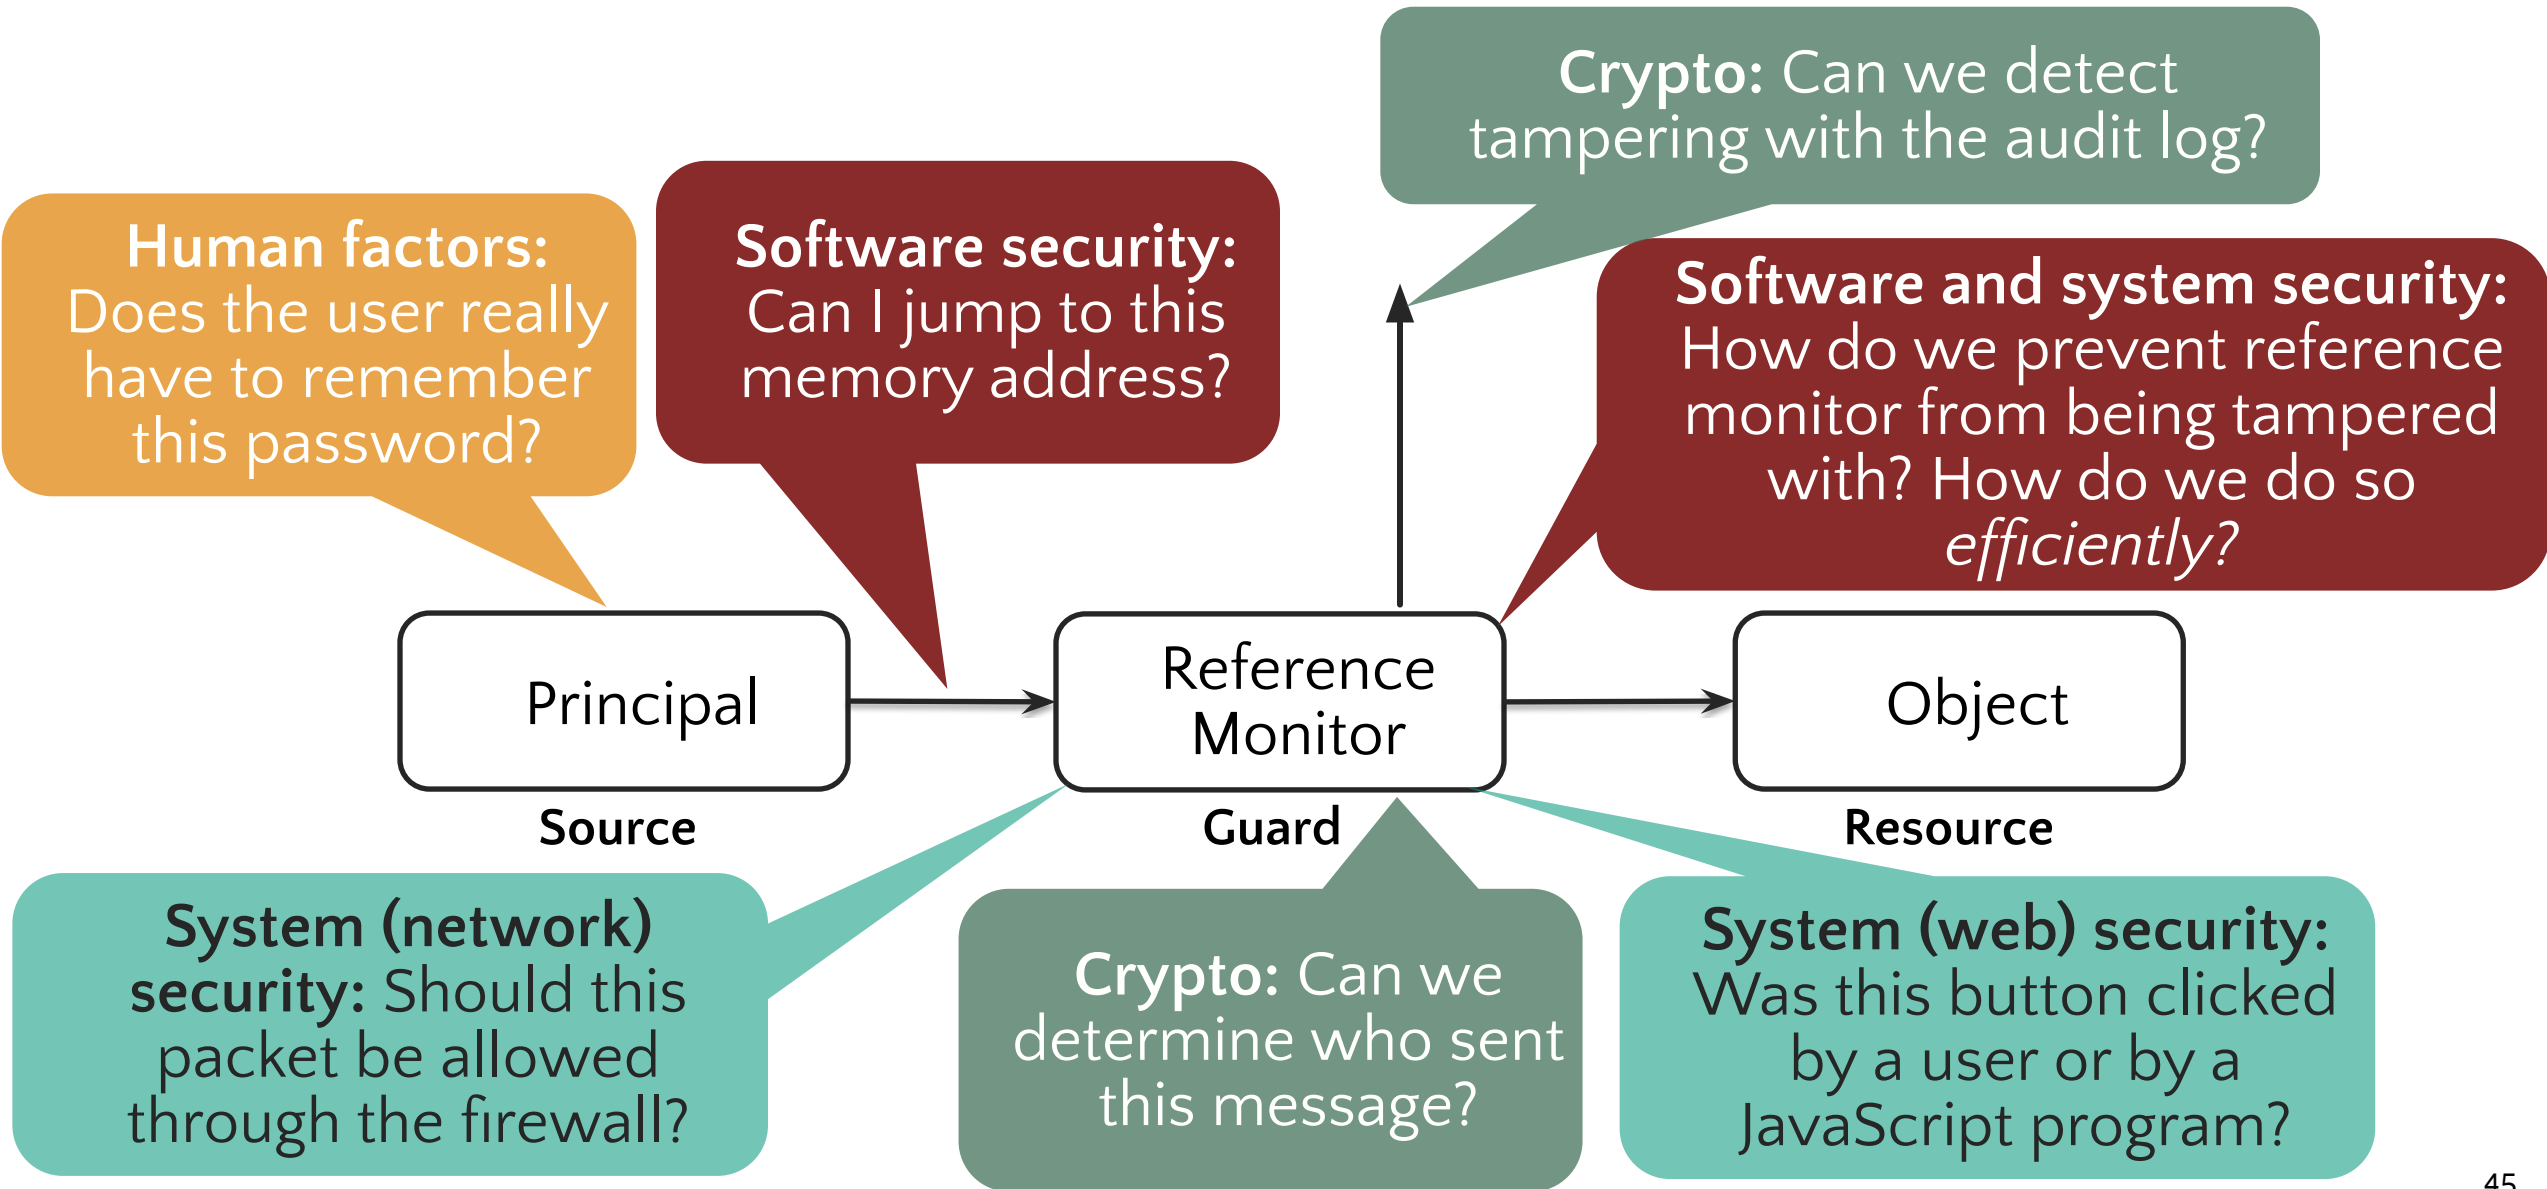 Crypto: Can we detect
tampering with the audit log?
Human factors:
Does the user really
have to remember
this password?
Software security:
Can I jump to this
memory address?
Software and system security:
How do we prevent reference
monitor from being tampered
with? How do we do so
efficiently?
Principal
Reference
Monitor
Object
Source
Guard
Resource
System (network)
security: Should this
packet be allowed
through the firewall?
Crypto: Can we
determine who sent
this message?
System (web) security:
Was this button clicked
by a user or by a
JavaScript program?
45